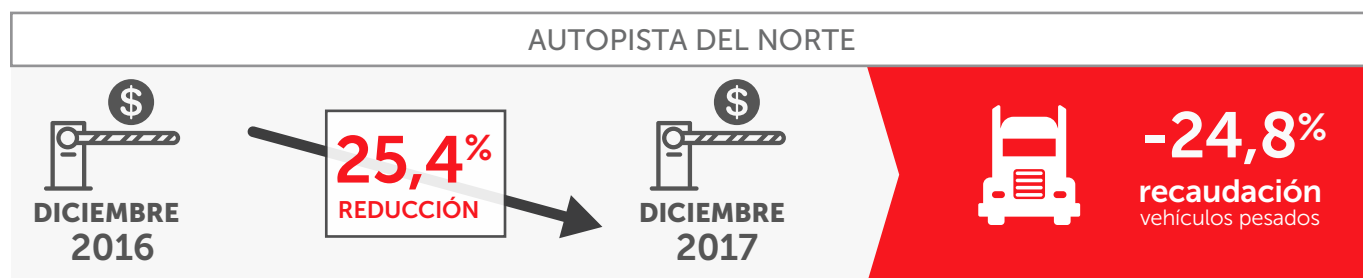 AUTOPISTA DEL NORTE
$
DICIEMBRE
2016
25,4%
REDUCCIÓN
$
DICIEMBRE
2017
-24,8%
recaudación
vehículos pesados